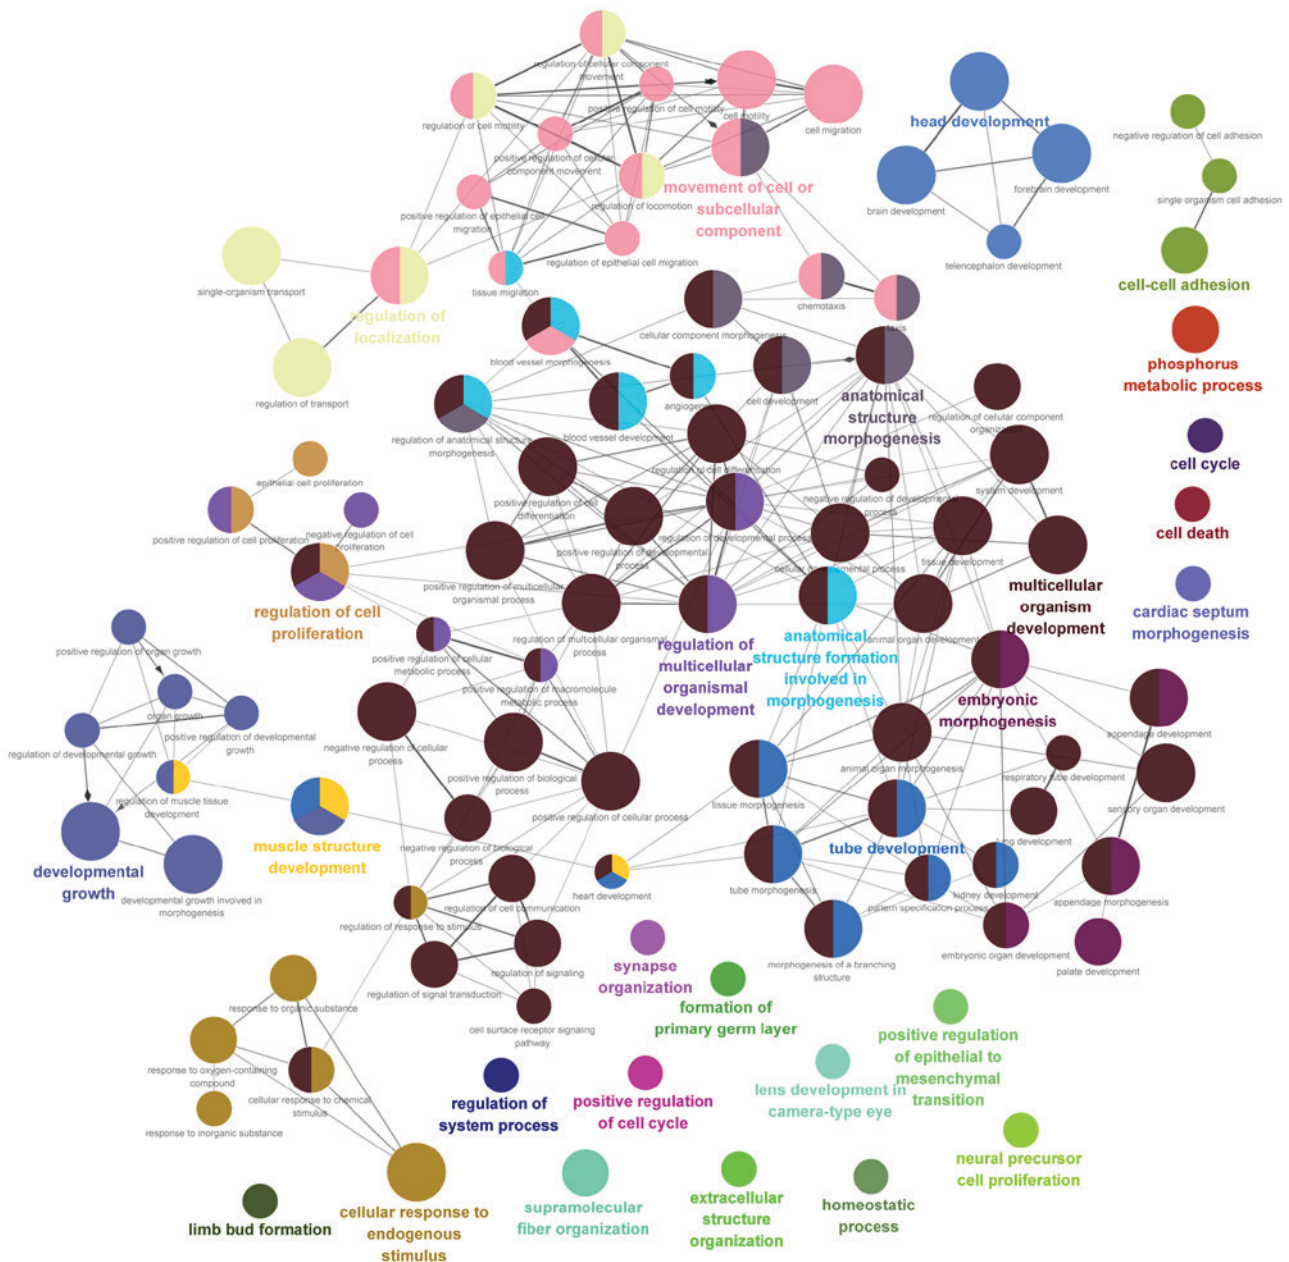 regulation of cellular component
movement
positive regulation of cell motility
cell motility
cell migration
regulation of cell motility
positive regulation of cellular
component movement
regulation of locomotion
movement of cell or
subcellular
component
positive regulation of epithelial cell
migration
regulation of epithelial cell migration
tissue migration
head development
brain development
forebrain development
telencephalon development
negative regulation of cell adhesion
single organism cell adhesion
cell-cell adhesion
single-organism transport
regulation of
localization
regulation of transport
chemotaxis
taxis
cellular component morphogenesis
blood vessel morphogenesis
cell development
anatomical
structure
morphogenesis
angiogenesis
blood vessel development
regulation of anatomical structure
morphogenesis
regulation of cellular component
organization
phosphorus
metabolic process
cell cycle
cell death
cardiac septum
morphogenesis
regulation of cell differentiation
positive regulation of cell
differentiation
negative regulation of developmental
process
system development
epithelial cell proliferation
positive regulation of cell proliferation
negative regulation of cell
proliferation
regulation of cell
proliferation
positive regulation of developmental
process
regulation of developmental process
cellular developmental process
tissue development
multicellular
organism
development
positive regulation of multicellular
organismal process
regulation of multicellular organismal
process
regulation of
multicellular
organismal
development
anatomical
structure formation
involved in
morphogenesis
animal organ development
embryonic
morphogenesis
positive regulation of cellular
metabolic process
positive regulation of macromolecule
metabolic process
positive regulation of organ growth
organ growth
positive regulation of developmental
growth
regulation of developmental growth
regulation of muscle tissue
development
developmental
growth
developmental growth involved in
morphogenesis
muscle structure
development
negative regulation of cellular
process
positive regulation of biological
process
positive regulation of cellular process
negative regulation of biological
process
appendage development
animal organ morphogenesis
respiratory tube development
sensory organ development
tissue morphogenesis
lung development
tube development
tube morphogenesis
kidney development
pattern specification process
appendage morphogenesis
heart development
embryonic organ development
palate development
morphogenesis of a branching
structure
regulation of cell communication
regulation of response to stimulus
regulation of signaling
regulation of signal transduction
cell surface receptor signaling
pathway
synapse
organization
formation of
primary germ layer
positive regulation
of epithelial to
mesenchymal
transition
response to organic substance
response to oxygen-containing
compound
cellular response to chemical
stimulus
response to inorganic substance
regulation of
system process
positive regulation
of cell cycle
lens development in
camera-type eye
neural precursor
cell proliferation
limb bud formation
cellular response to
endogenous
stimulus
supramolecular
fiber organization
extracellular
structure
organization
homeostatic
process